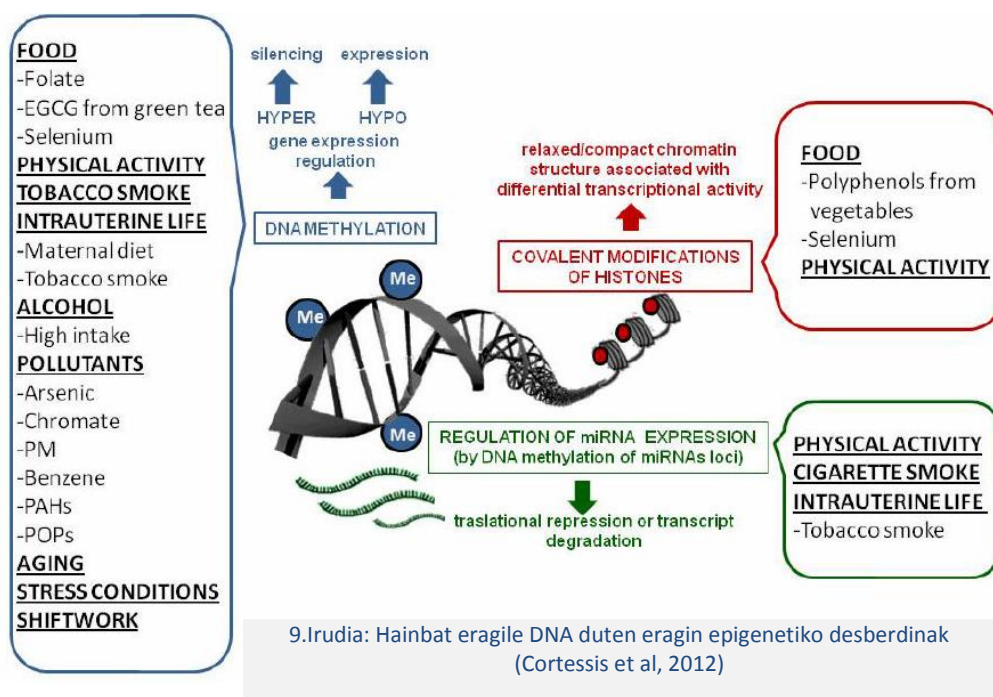 FOOD
-Folate
-EGCG from green tea
-Selenium
PHYSICAL ACTIVITY
TOBACCO SMOKE
INTRAUTERINE LIFE
-Maternal diet
-Tobacco smoke
ALCOHOL
-High intake
POLLUTANTS
-Arsenic
-Chromate
-PM
-Benzene
-PAHs
-POPs
AGING
STRESS CONDITIONS
SHIFTWORK
silencing expression
HYPER HYPO
gene expression
regulation
DNA METHYLATION
Me
Me
Me
relaxed/compact chromatin
structure associated with
differential transcriptional activity
COVALENT MODIFICATIONS
OF HISTONES
FOOD
-Polyphenols from
vegetables
-Selenium
PHYSICAL ACTIVITY
REGULATION OF miRNA EXPRESSION
(by DNA methylation of miRNAs loci)
traslational repression or transcript
degradation
PHYSICAL ACTIVITY
CIGARETTE SMOKE
INTRAUTERINE LIFE
-Tobacco smoke
9.Irudia: Hainbat eragile DNA duten eragin epigenetiko desberdinak
(Cortessis et al, 2012)